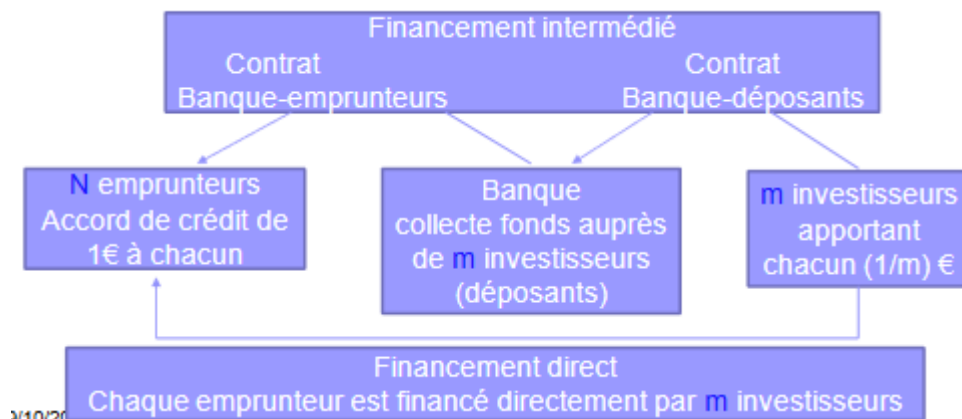 Financement intermédié
Contrat
Banque-emprunteurs
Contrat
Banque-déposants
N emprunteurs
Accord de crédit de
1€ à chacun
Banque
collecte fonds auprès
de m investisseurs
(déposants)
m investisseurs
apportant
chacun (1/m) €
Financement direct
Chaque emprunteur est financé directement par m investisseurs